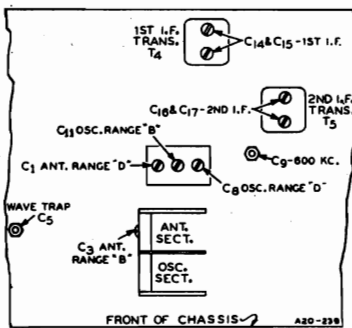 1ST I.F.
TRANS.
T4
C14 & C15-1ST I.F.
C16 & C17-2ND I.F.
2ND I.F.
TRANS.
T5
C11 OSC. RANGE "B"
C9-600 KC.
C1 ANT. RANGE "D"
C8 OSC. RANGE "D"
WAVE TRAP
C5
C3 ANT.
RANGE "B"
ANT.
SECT.
OSC.
SECT.
FRONT OF CHASSIS
A20-239